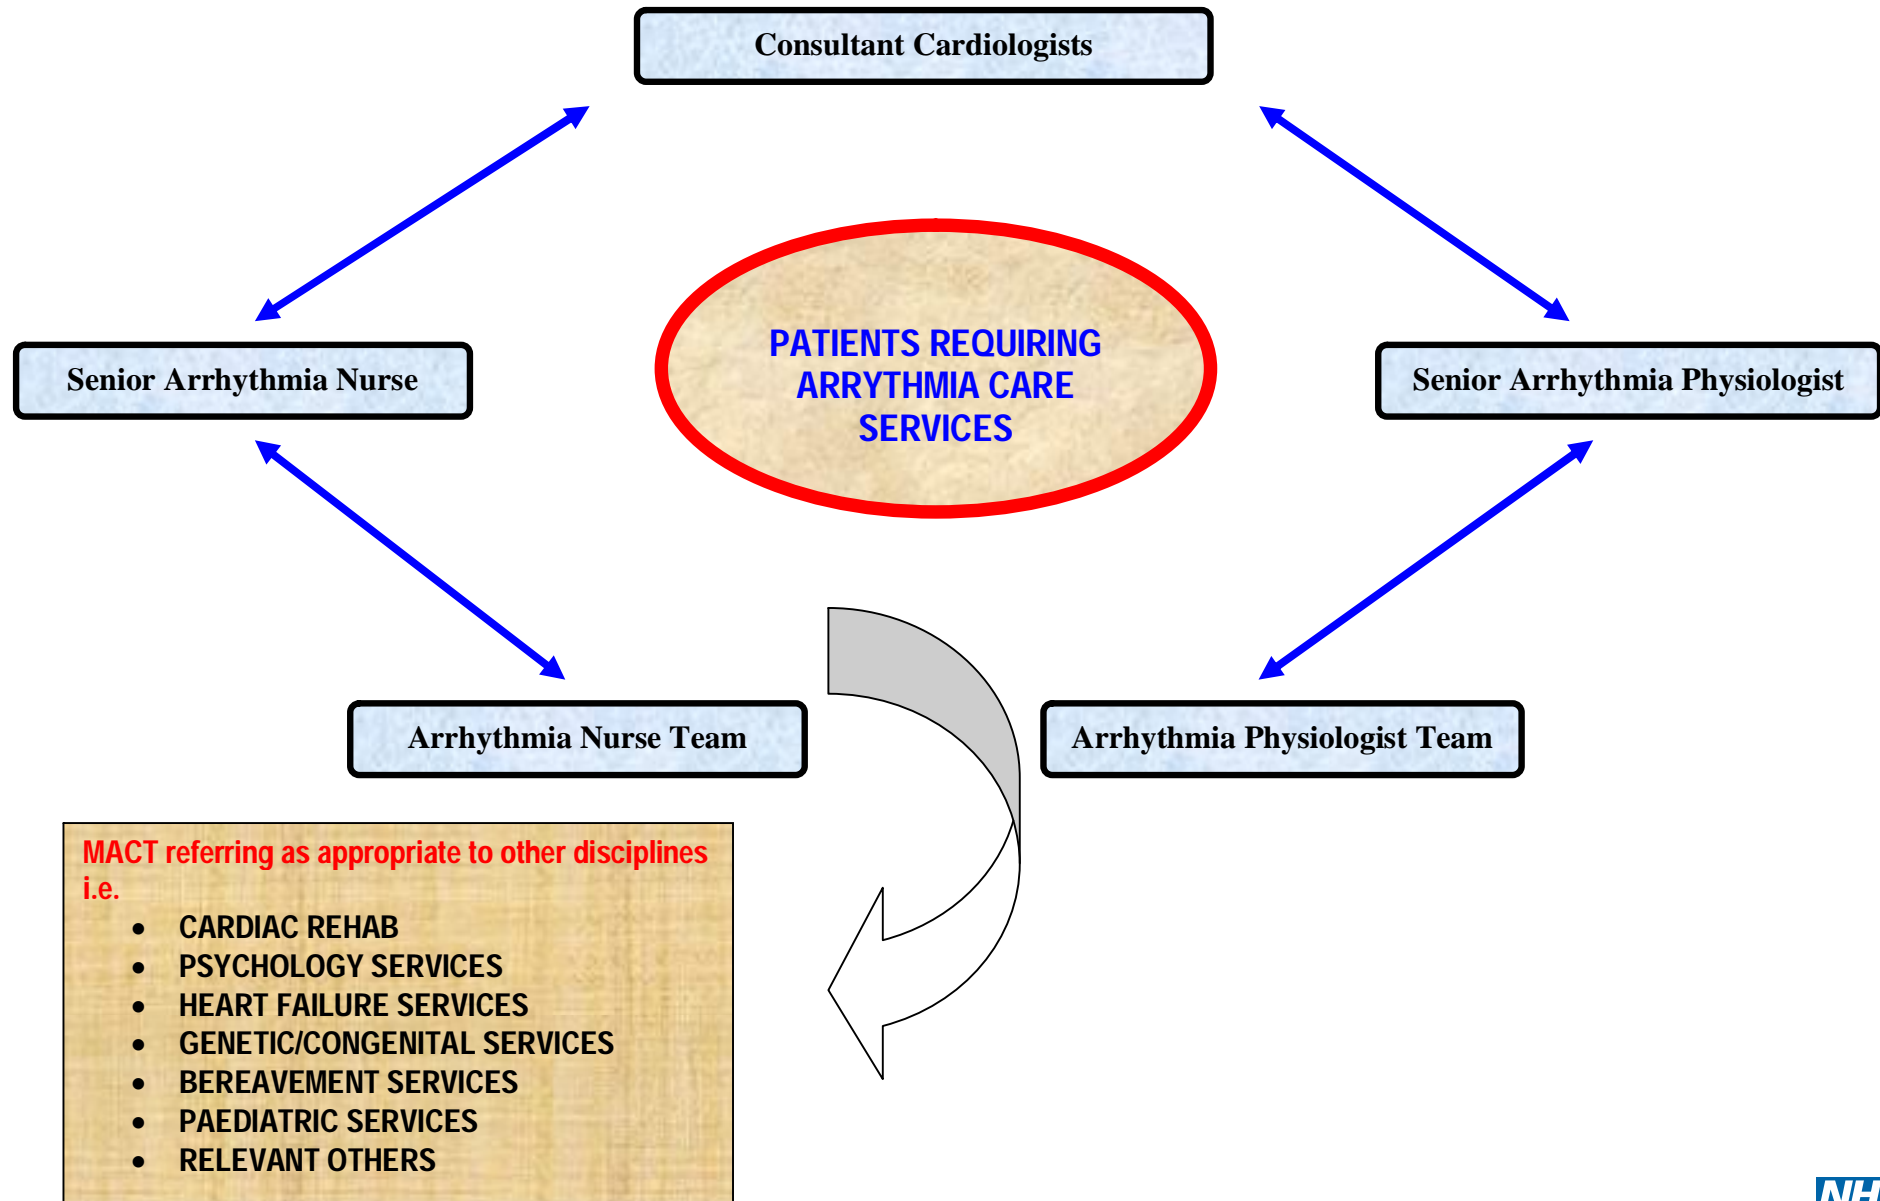 Consultant Cardiologists
PATIENTS REQUIRING
ARRYTHMIA CARE
SERVICES
Senior Arrhythmia Nurse
Senior Arrhythmia Physiologist
Arrhythmia Nurse Team
Arrhythmia Physiologist Team
MACT referring as appropriate to other disciplines
i.e.
• CARDIAC REHAB
• PSYCHOLOGY SERVICES
• HEART FAILURE SERVICES
• GENETIC/CONGENITAL SERVICES
• BEREAVEMENT SERVICES
• PAEDIATRIC SERVICES
• RELEVANT OTHERS
NH